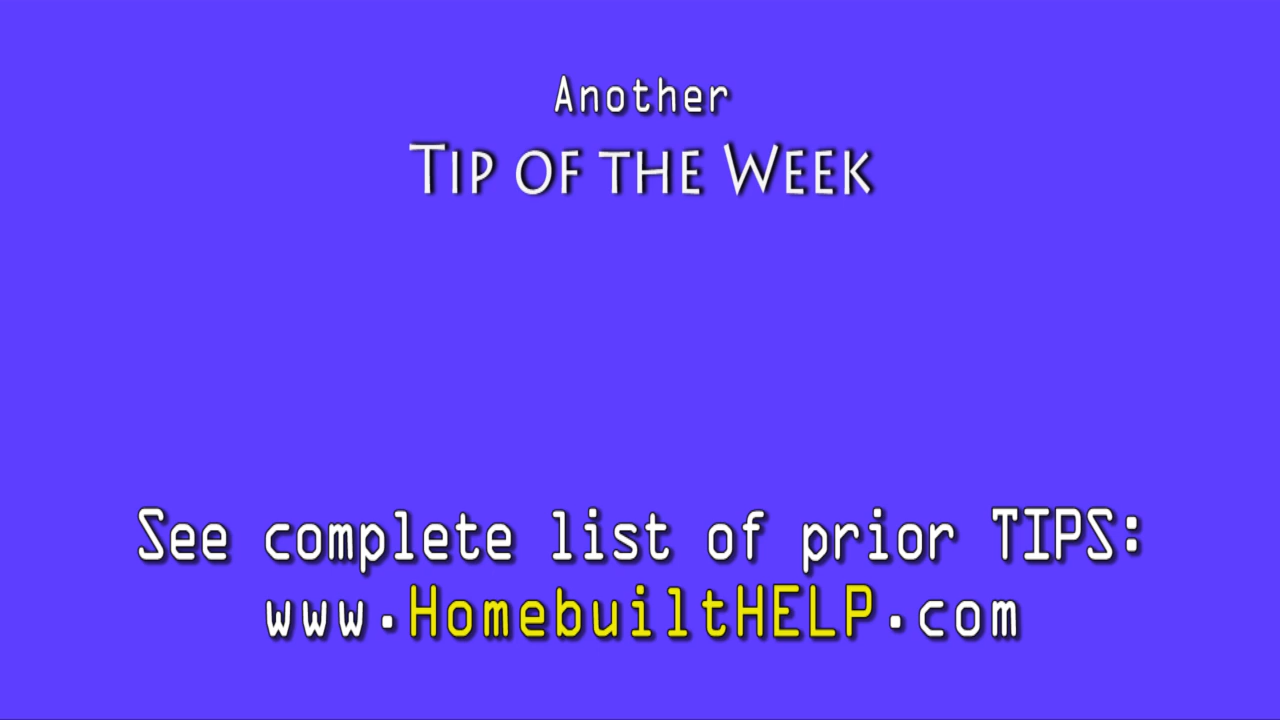 Another
Tip of the Week
See complete list of prior TIPS:
www.HomebuiltHELP.com